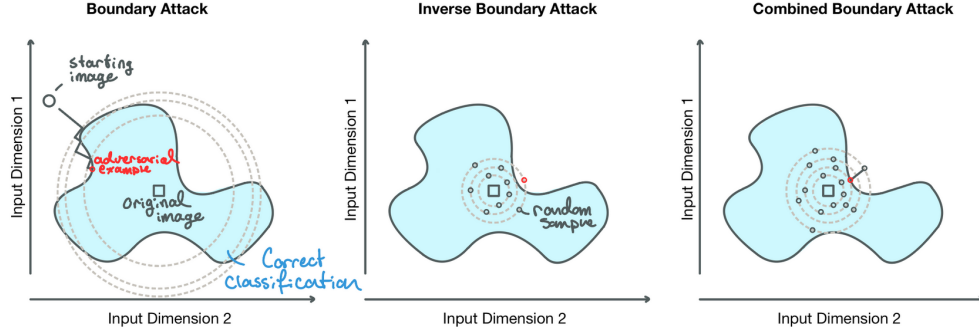 Boundary Attack
Inverse Boundary Attack
Combined Boundary Attack
starting
image
adversarial
example
original
image
Correct
classification
Input Dimension 1
Input Dimension 2
random
sample
Input Dimension 1
Input Dimension 2
Input Dimension 1
Input Dimension 2